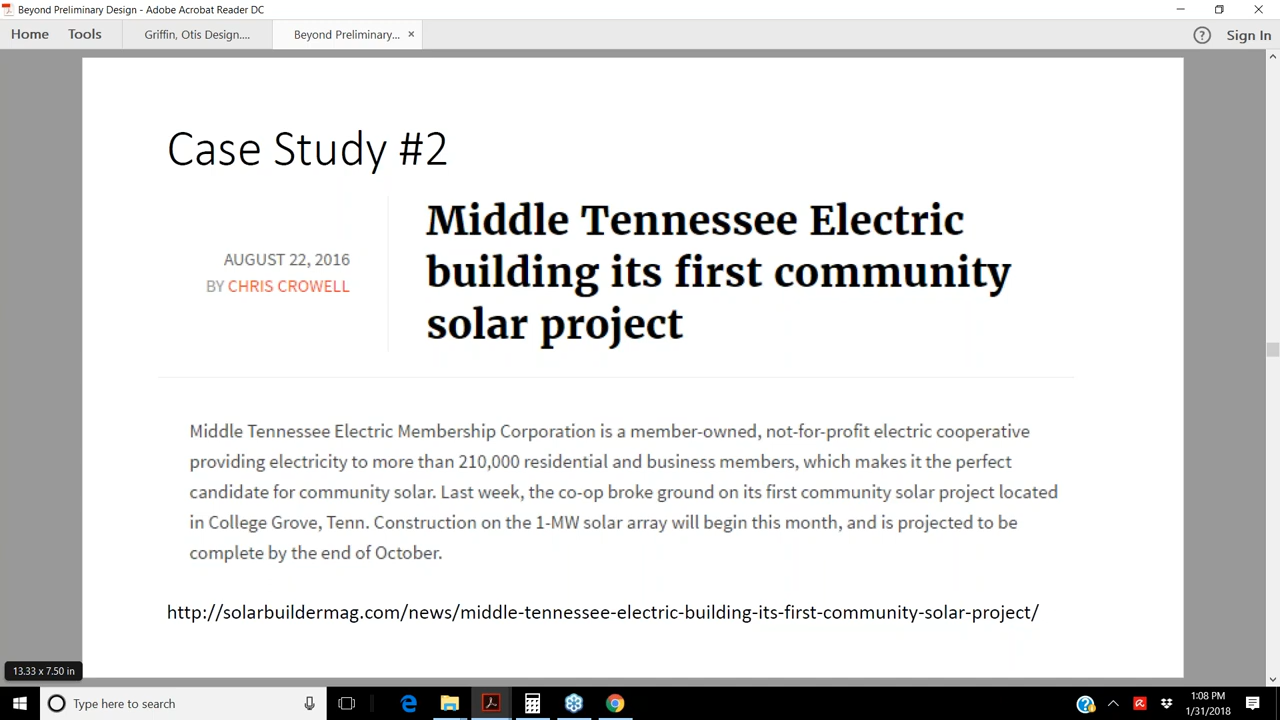 Beyond Preliminary Design - Adobe Acrobat Reader DC
Home Tools Griffin, Otis Design.... Beyond Preliminary... × ? Sign In
Case Study #2
Middle Tennessee Electric
building its first community
solar project
AUGUST 22, 2016
BY CHRIS CROWELL
Middle Tennessee Electric Membership Corporation is a member-owned, not-for-profit electric cooperative
providing electricity to more than 210,000 residential and business members, which makes it the perfect
candidate for community solar. Last week, the co-op broke ground on its first community solar project located
in College Grove, Tenn. Construction on the 1-MW solar array will begin this month, and is projected to be
complete by the end of October.
http://solarbuildermag.com/news/middle-tennessee-electric-building-its-first-community-solar-project/
13.33 x 7.50 in
Type here to search
1:08 PM
1/31/2018